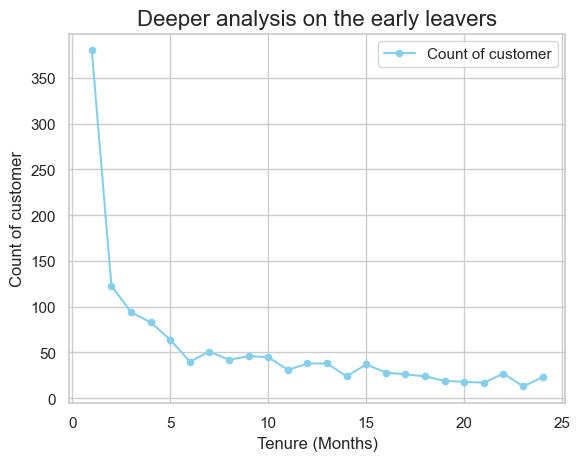 Deeper analysis on the early leavers
Count of customer
Count of customer
350
300
250
200
150
100
50
0
0 5 10 15 20 25
Tenure (Months)